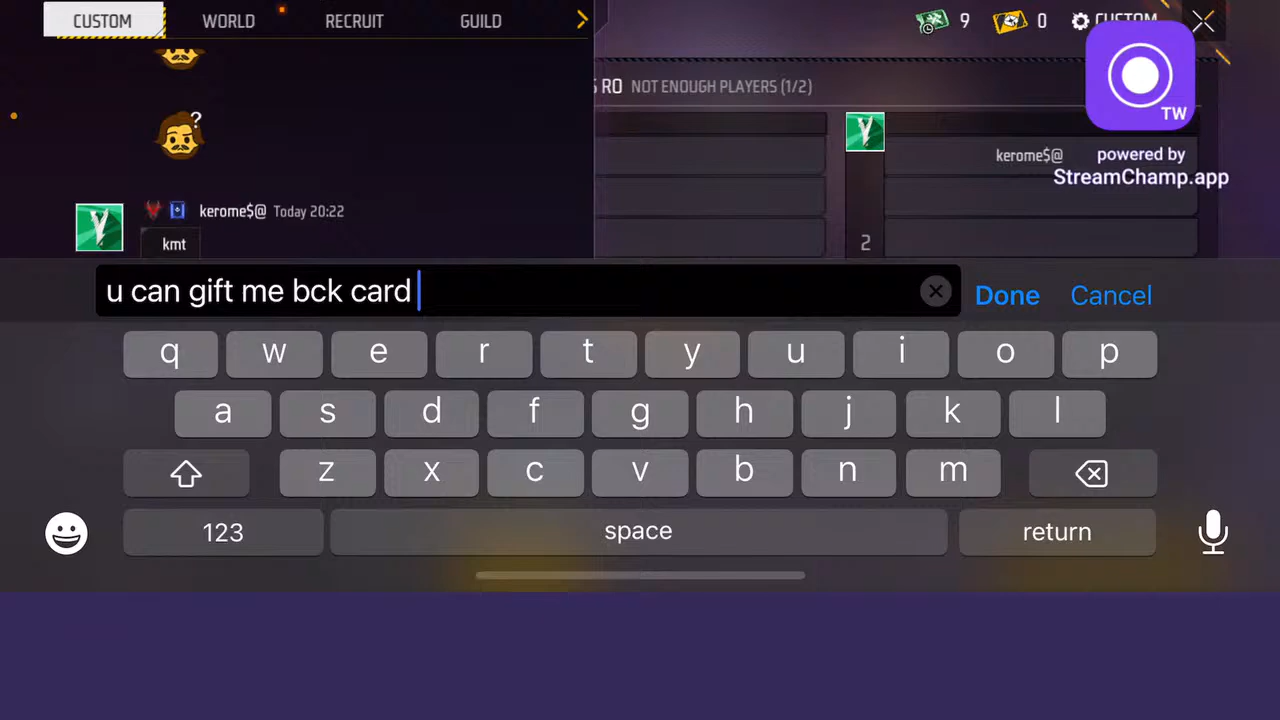 CUSTOM WORLD RECRUIT GUILD
9 0 CUSTOM
TW
powered by
StreamChamp.app
RO NOT ENOUGH PLAYERS (1/2)
kerome$@
2
?
kerome$@ Today 20:22
kmt
u can gift me bck card
Done Cancel
q w e r t y u i o p
a s d f g h j k l
z x c v b n m
123 space return